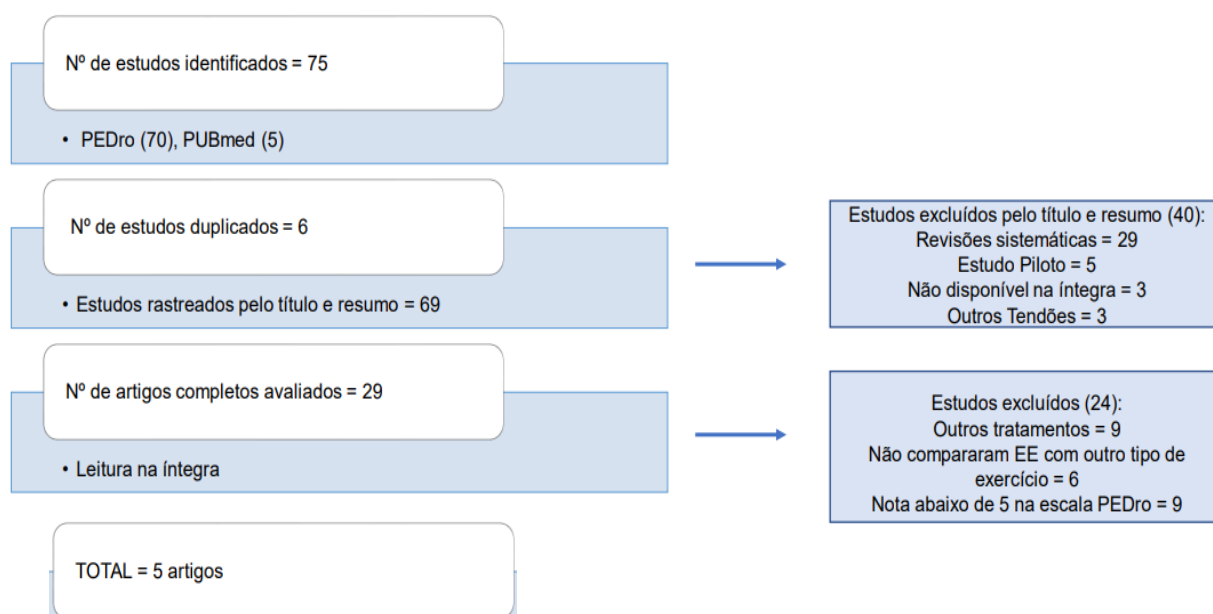 Nº de estudos identificados = 75
• PEDro (70), PUBmed (5)
Nº de estudos duplicados = 6
• Estudos rastreados pelo título e resumo = 69
Estudos excluídos pelo título e resumo (40):
Revisões sistemáticas = 29
Estudo Piloto = 5
Não disponível na íntegra = 3
Outros Tendões = 3
Nº de artigos completos avaliados = 29
• Leitura na íntegra
Estudos excluídos (24):
Outros tratamentos = 9
Não compararam EE com outro tipo de
exercício = 6
Nota abaixo de 5 na escala PEDro = 9
TOTAL = 5 artigos